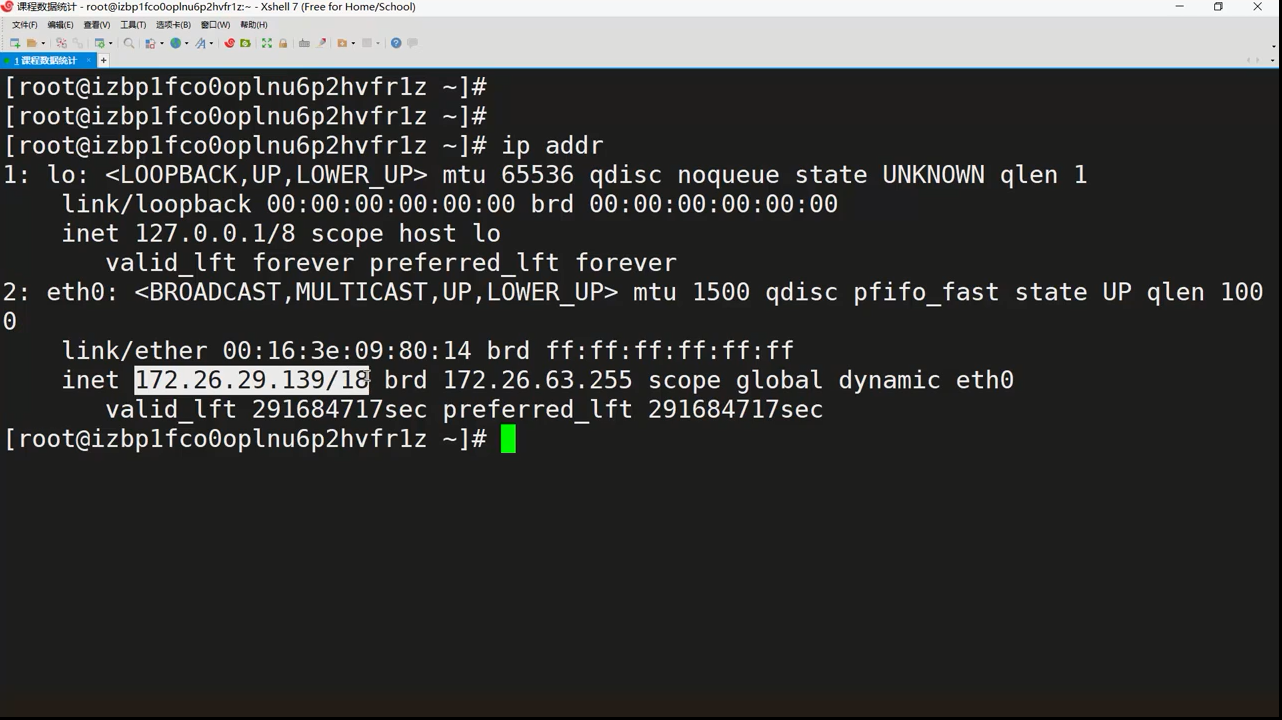 课程数据统计 - root@izbp1fco0oplnu6p2hvfr1z:~ - Xshell 7 (Free for Home/School)
文件(F) 编辑(E) 查看(V) 工具(T) 选项卡(B) 窗口(W) 帮助(H)
1 课程数据统计
[root@izbp1fco0oplnu6p2hvfr1z ~]#
[root@izbp1fco0oplnu6p2hvfr1z ~]#
[root@izbp1fco0oplnu6p2hvfr1z ~]# ip addr
1: lo: <LOOPBACK,UP,LOWER_UP> mtu 65536 qdisc noqueue state UNKNOWN qlen 1
link/loopback 00:00:00:00:00:00 brd 00:00:00:00:00:00
inet 127.0.0.1/8 scope host lo
valid_lft forever preferred_lft forever
2: eth0: <BROADCAST,MULTICAST,UP,LOWER_UP> mtu 1500 qdisc pfifo_fast state UP qlen 100
0
link/ether 00:16:3e:09:80:14 brd ff:ff:ff:ff:ff:ff
inet 172.26.29.139/18 brd 172.26.63.255 scope global dynamic eth0
valid_lft 291684717sec preferred_lft 291684717sec
[root@izbp1fco0oplnu6p2hvfr1z ~]#